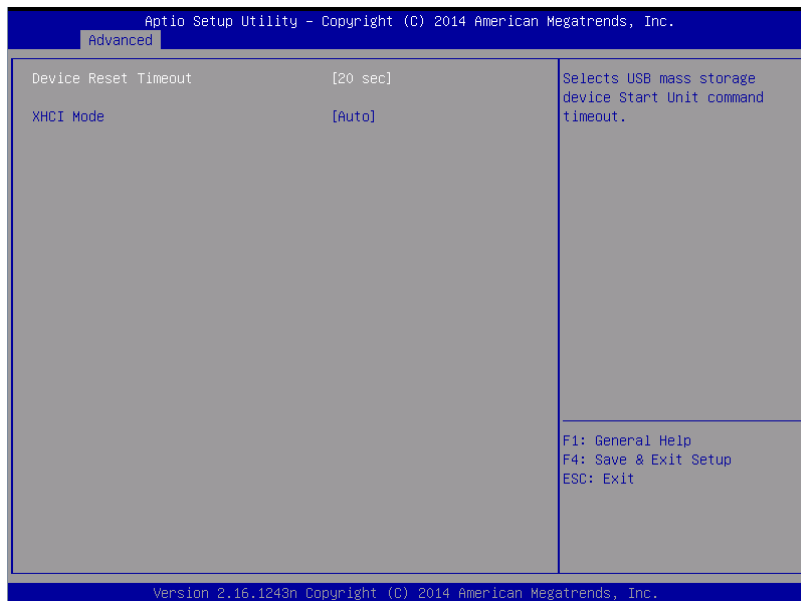 Aptio Setup Utility – Copyright (C) 2014 American Megatrends, Inc.
Advanced
Device Reset Timeout [20 sec]
XHCI Mode [Auto]
Selects USB mass storage
device Start Unit command
timeout.
F1: General Help
F4: Save & Exit Setup
ESC: Exit
Version 2.16.1243n Copyright (C) 2014 American Megatrends, Inc.